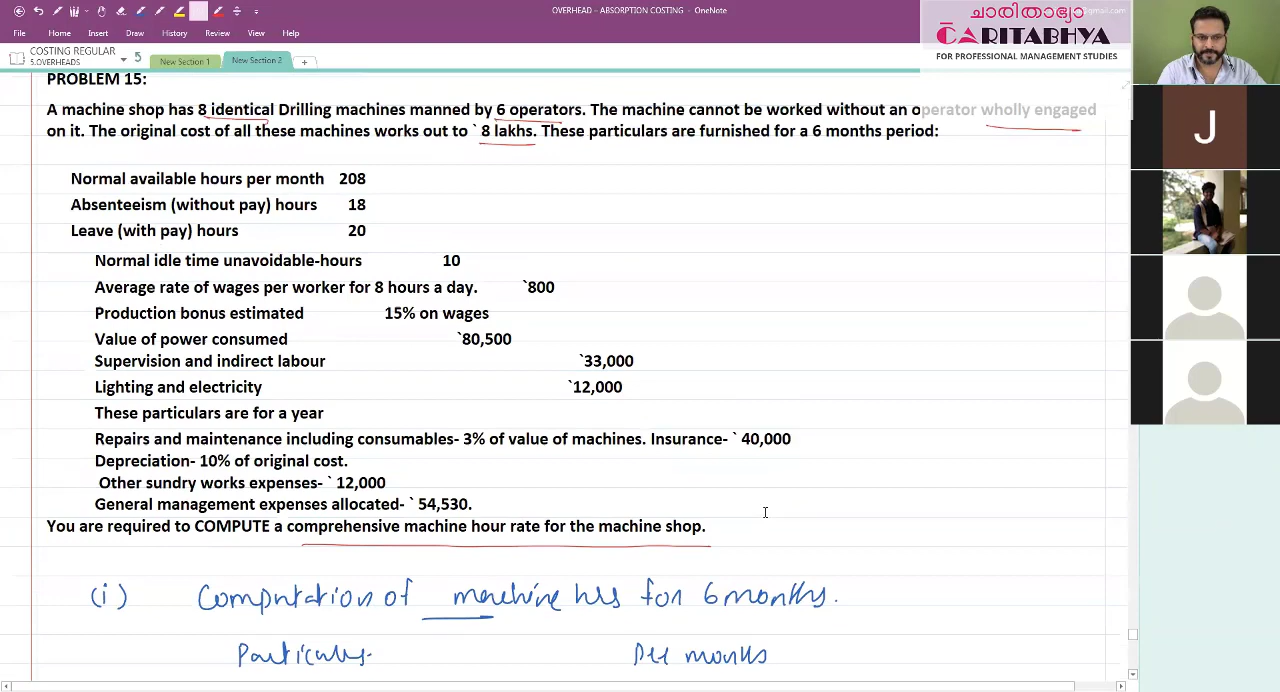 OVERHEAD – ABSORPTION COSTING - OneNote
File Home Insert Draw History Review View Help
ചാരിതാഭ്യാ
CARITABHYA
FOR PROFESSIONAL MANAGEMENT STUDIES
COSTING REGULAR
5.OVERHEADS
5
New Section 1
New Section 2
+
PROBLEM 15:
A machine shop has 8 identical Drilling machines manned by 6 operators. The machine cannot be worked without an operator wholly engaged
on it. The original cost of all these machines works out to ` 8 lakhs. These particulars are furnished for a 6 months period:
Normal available hours per month 208
Absenteeism (without pay) hours 18
Leave (with pay) hours 20
Normal idle time unavoidable-hours 10
Average rate of wages per worker for 8 hours a day. `800
Production bonus estimated 15% on wages
Value of power consumed `80,500
Supervision and indirect labour `33,000
Lighting and electricity `12,000
These particulars are for a year
Repairs and maintenance including consumables- 3% of value of machines. Insurance- ` 40,000
Depreciation- 10% of original cost.
Other sundry works expenses- ` 12,000
General management expenses allocated- ` 54,530.
You are required to COMPUTE a comprehensive machine hour rate for the machine shop.
(i) Computation of machine hrs for 6 months.
Particulars Per months
J